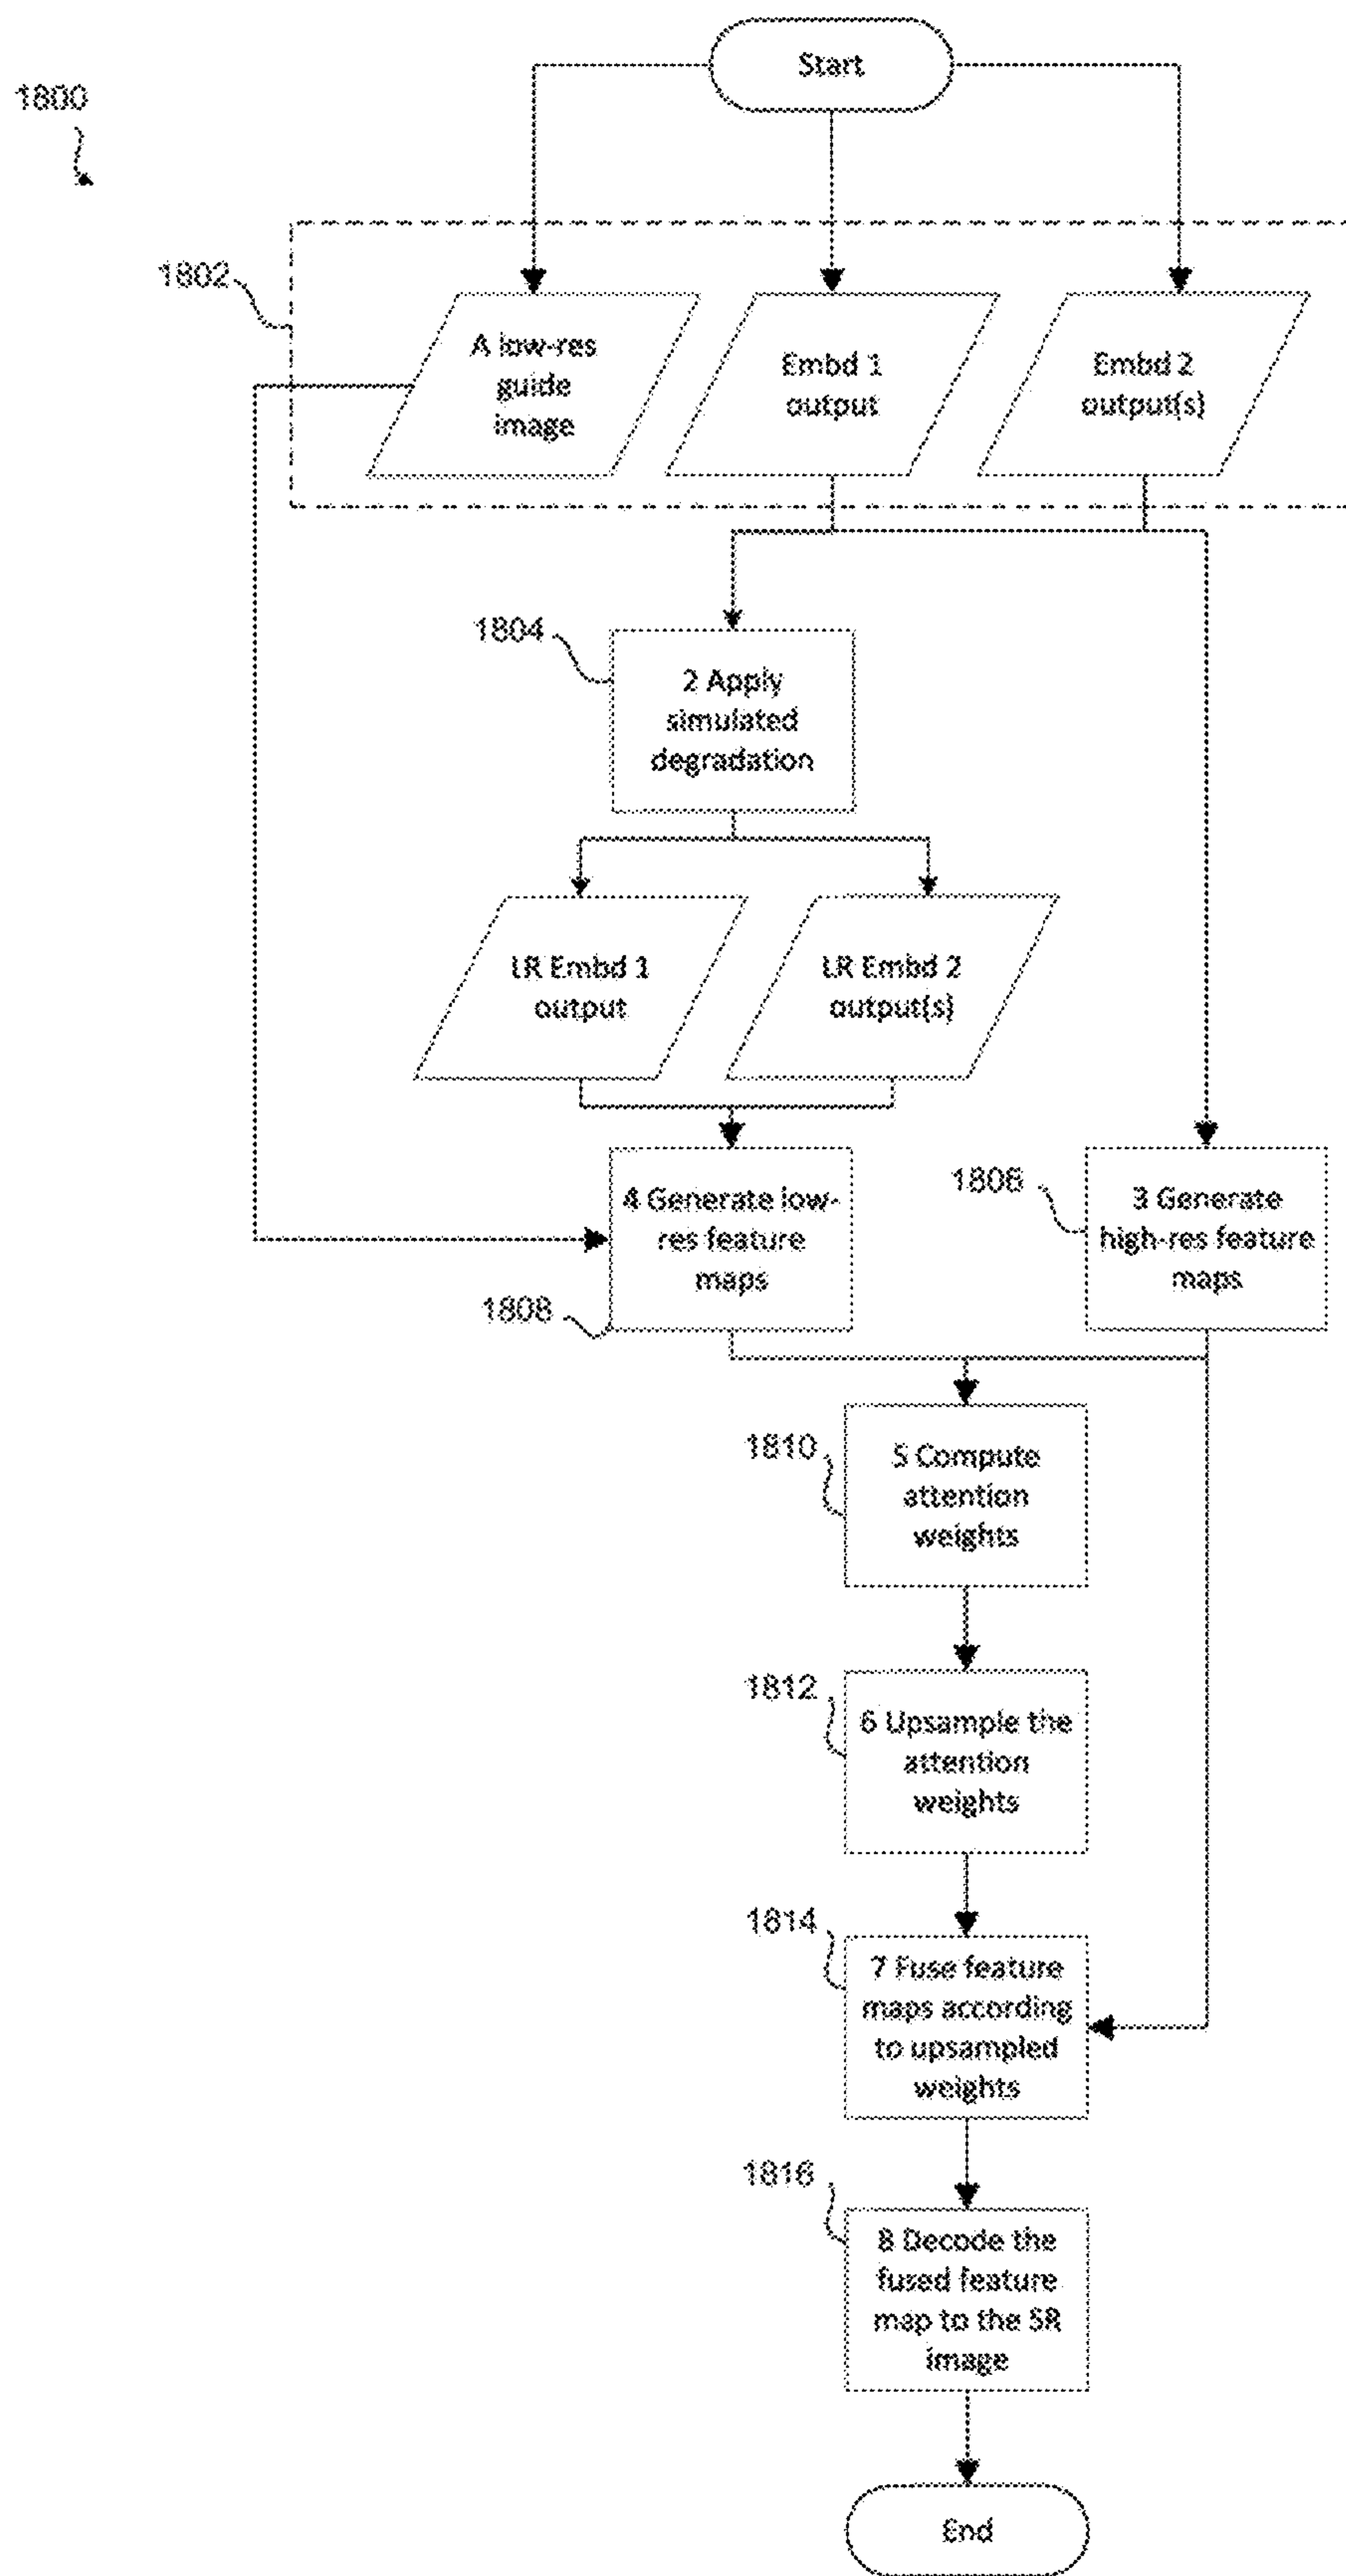 Start
1800
1802
A low-res
guide
image
Embd 1
output
Embd 2
output(s)
1804
2 Apply
simulated
degradation
LR Embd 1
output
LR Embd 2
output(s)
4 Generate low-
res feature
maps
1808
1806
3 Generate
high-res feature
maps
1810
5 Compute
attention
weights
1812
6 Upsample the
attention
weights
1814
7 Fuse feature
maps according
to upsampled
weights
1816
8 Decode the
fused feature
map to the SR
image
End